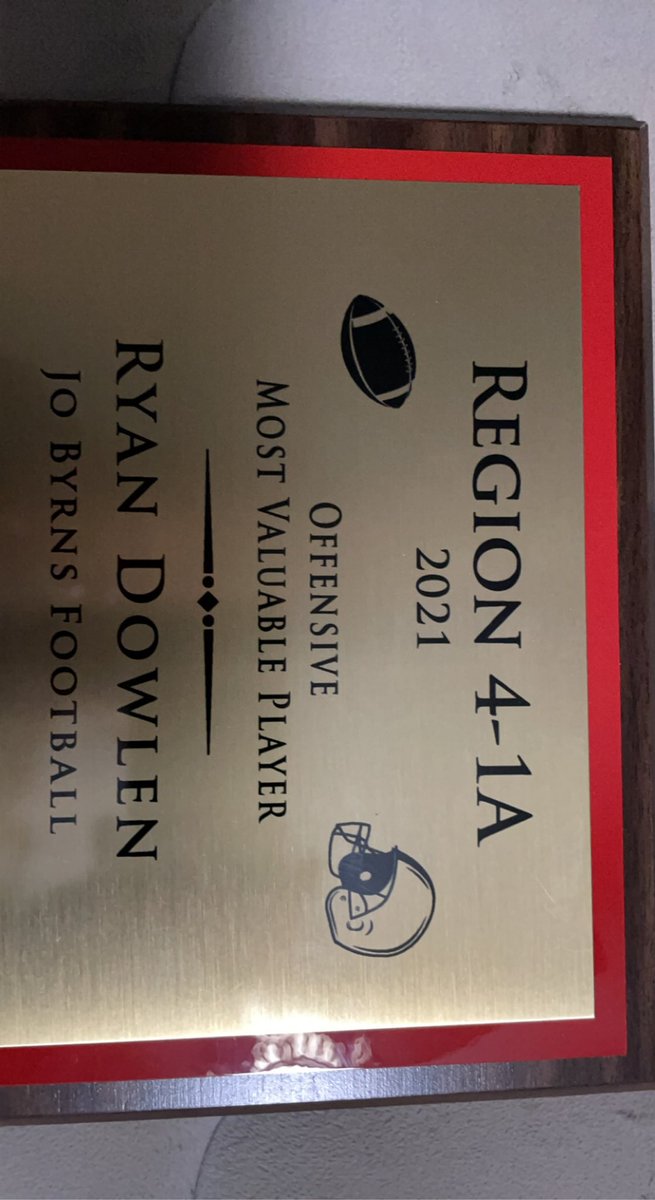 REGION 4-1A
2021
OFFENSIVE
MOST VALUABLE PLAYER
RYAN DOWLEN
JO BYRNS FOOTBALL